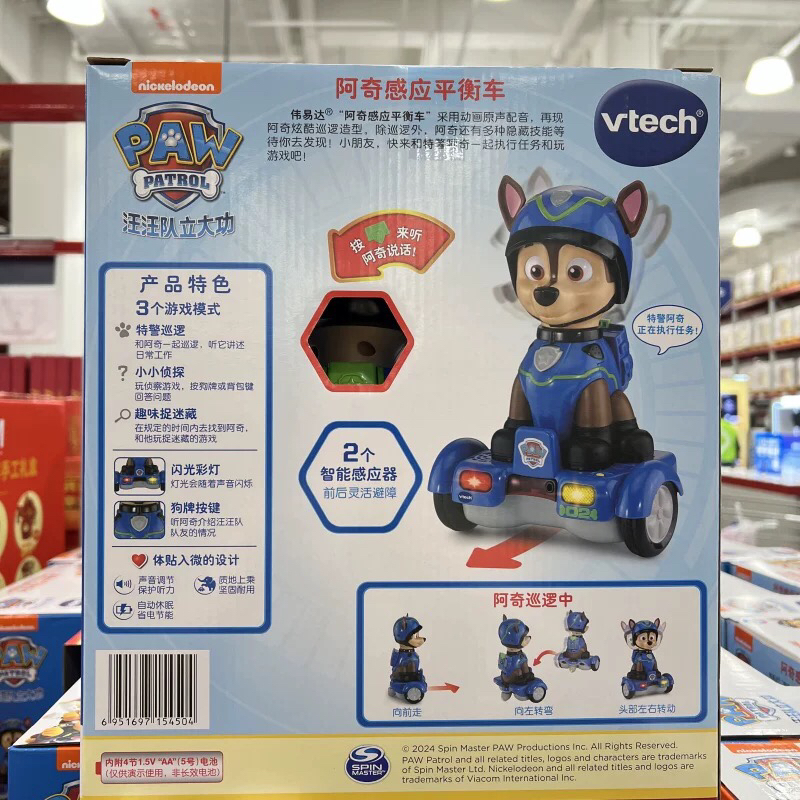 nickelodeon
PAW
PATROL
汪汪队立大功
阿奇感应平衡车
伟易达® “阿奇感应平衡车” 采用动画原声配音，再现
阿奇炫酷巡逻造型，除巡逻外，阿奇还有多种隐藏技能等
待你去发现！小朋友，快来和特警阿奇一起执行任务和玩
游戏吧！
vtech®
产品特色
3个游戏模式
特警巡逻
和阿奇一起巡逻，听它讲述
日常工作
小小侦探
玩侦察游戏，按狗牌或背包键
回答问题
趣味捉迷藏
在规定的时间内去找到阿奇，
和他玩捉迷藏的游戏
闪光彩灯
灯光会随着声音闪烁
狗牌按键
听阿奇介绍汪汪队
队友的情况
体贴入微的设计
声音调节
保护听力
质地上乘
坚固耐用
自动休眠
省电节能
按 来听
阿奇说话！
2个
智能感应器
前后灵活避障
特警阿奇
正在执行任务！
vtech
阿奇巡逻中
向前走
向左转弯
头部左右转动
6 951697 154504
内附4节1.5V “AA”(5号)电池
(仅供演示使用，非长效电池)
SPIN
MASTER
© 2024 Spin Master PAW Productions Inc. All Rights Reserved.
PAW Patrol and all related titles, logos and characters are trademarks
of Spin Master Ltd. Nickelodeon and all related titles and logos are
trademarks of Viacom International Inc.